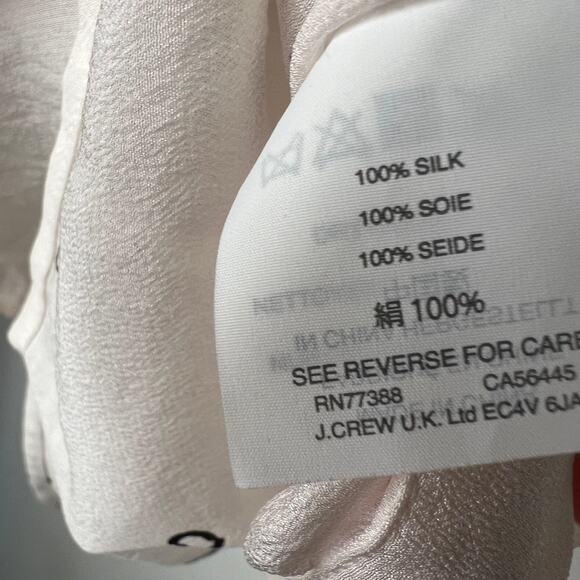 100% SILK
100% SOIE
100% SEIDE
絹 100%
SEE REVERSE FOR CARE
RN77388 CA56445
J.CREW U.K. Ltd EC4V 6JA